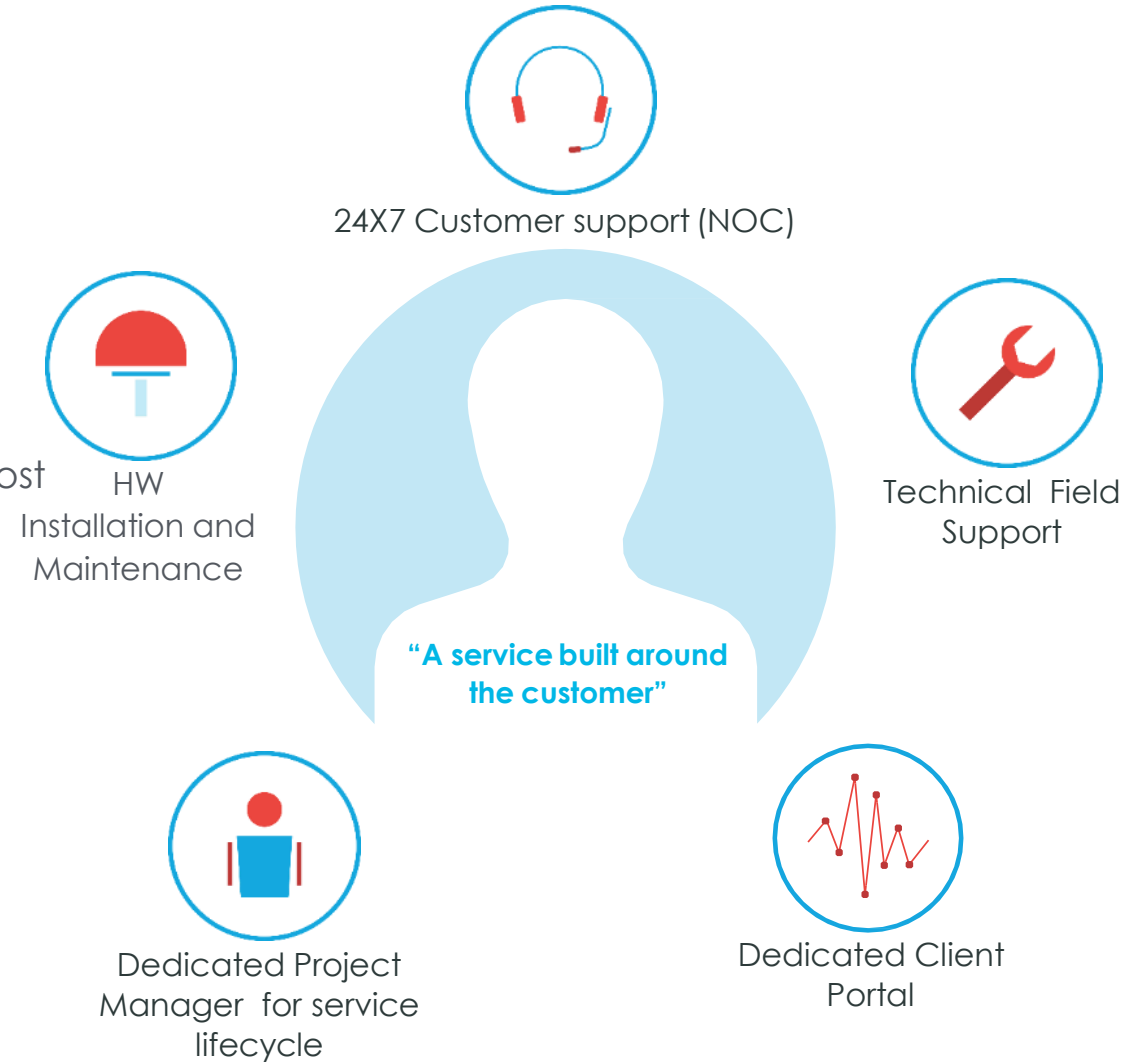 24X7 Customer support (NOC)
HW
Installation and
Maintenance
Technical Field
Support
“A service built around
the customer”
Dedicated Project
Manager for service
lifecycle
Dedicated Client
Portal